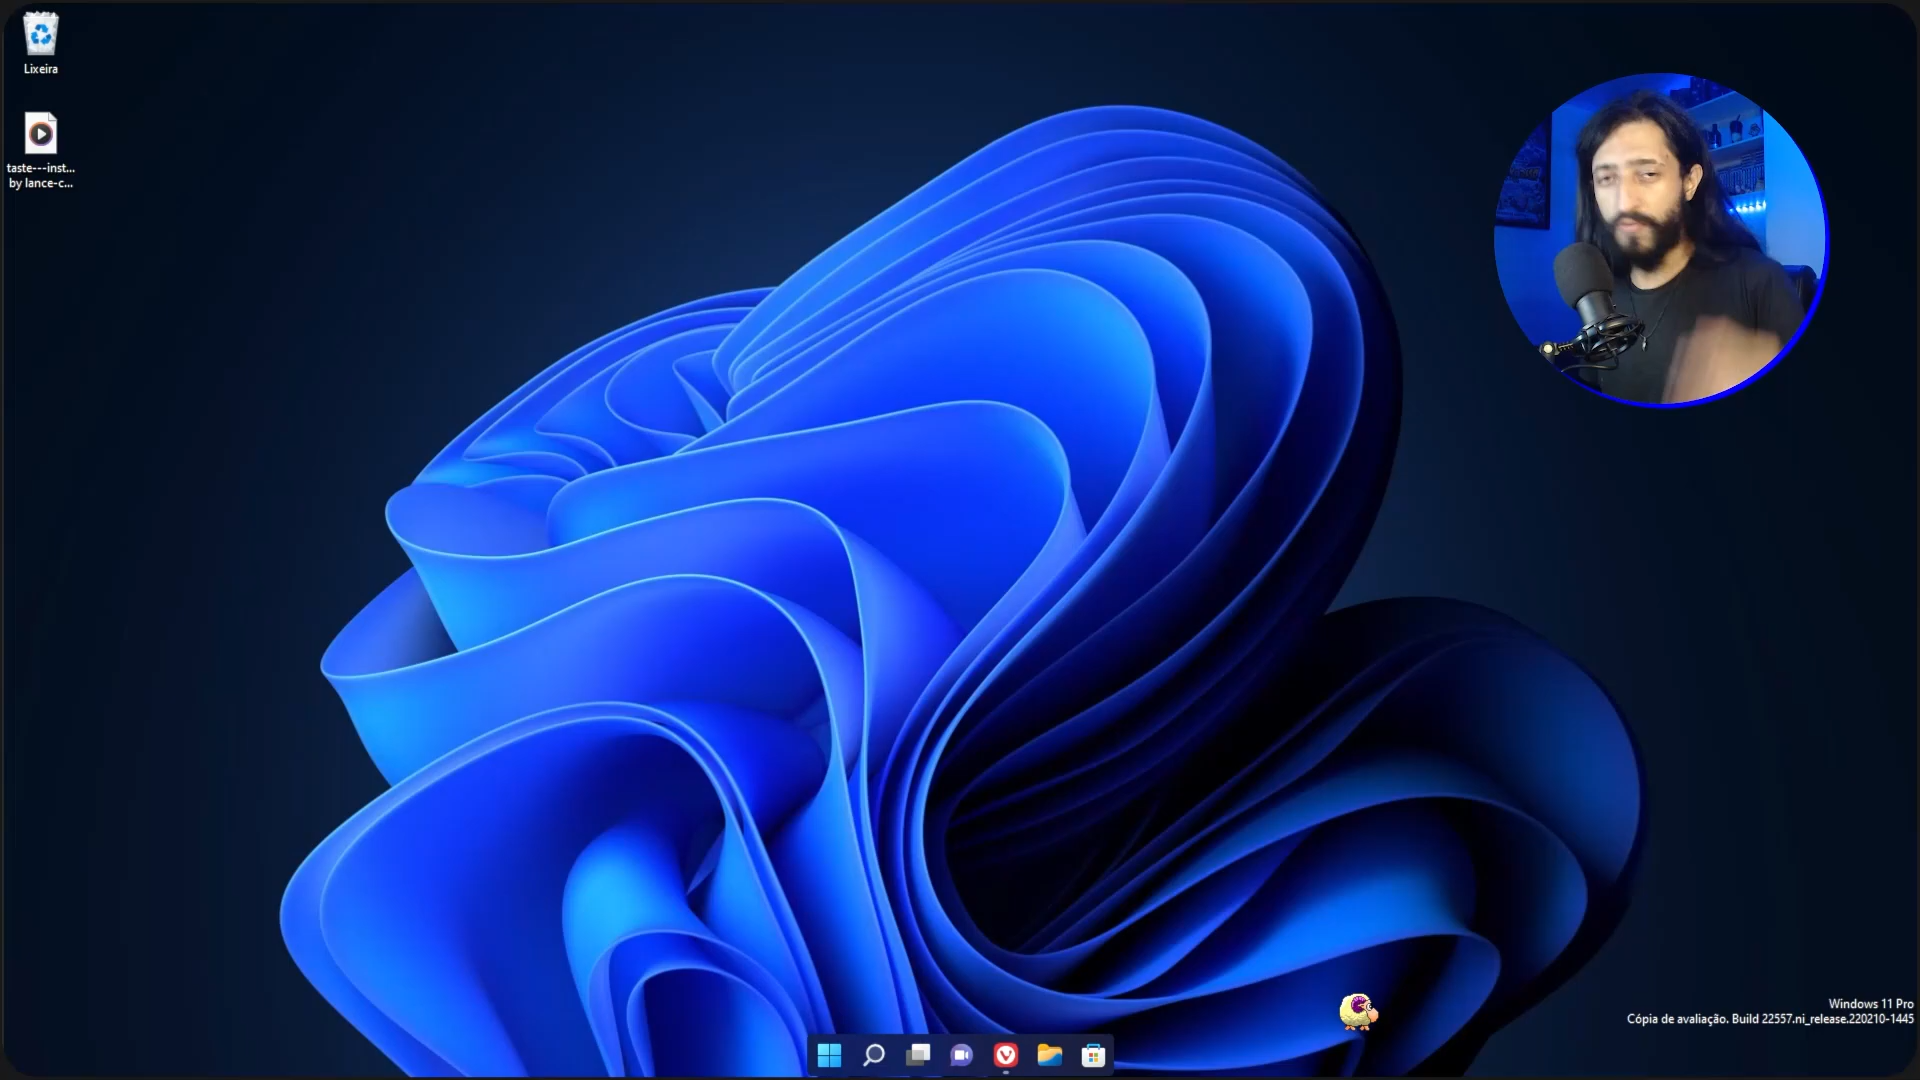 Lixeira
taste---inst...
by lance-c...
Windows 11 Pro
Cópia de avaliação. Build 22557.ni_release.220210-1445